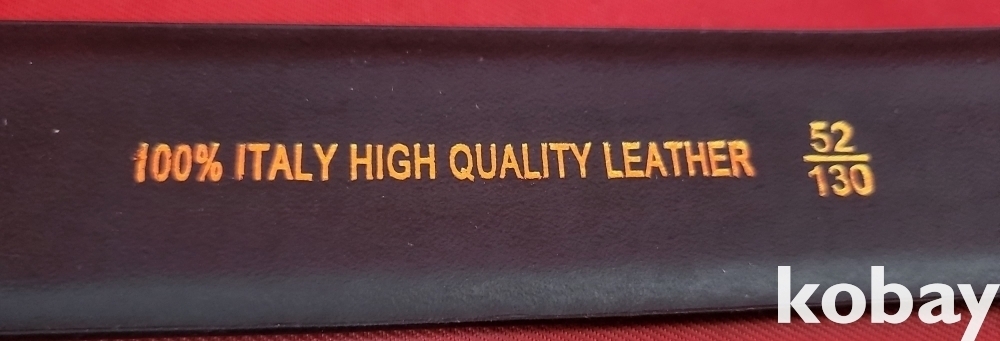 100% ITALY HIGH QUALITY LEATHER
52
130
kobay